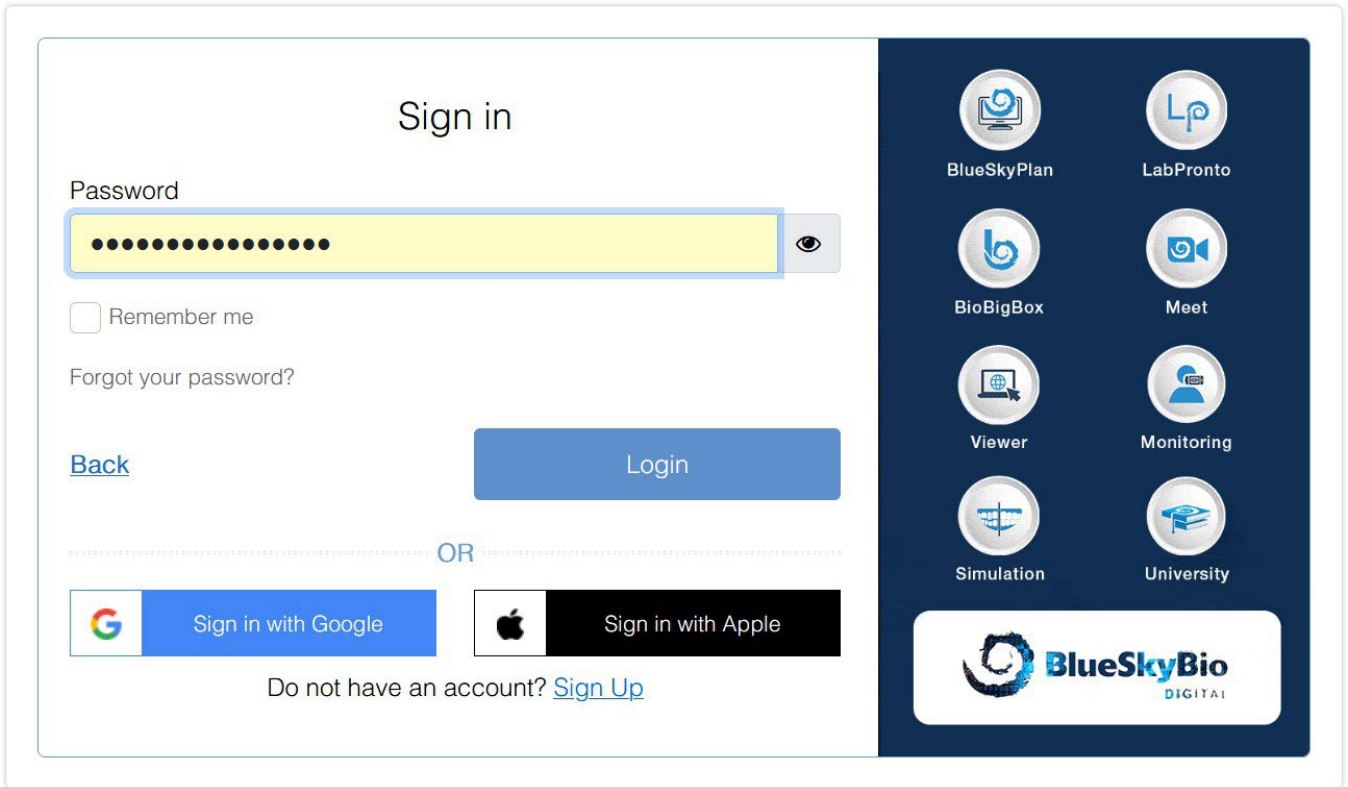 Sign in
Password
••••••••••••••••
Remember me
Forgot your password?
Back
Login
OR
Sign in with Google
Sign in with Apple
Do not have an account? Sign Up
BlueSkyPlan
LabPronto
BioBigBox
Meet
Viewer
Monitoring
Simulation
University
BlueSkyBio
DIGITAL